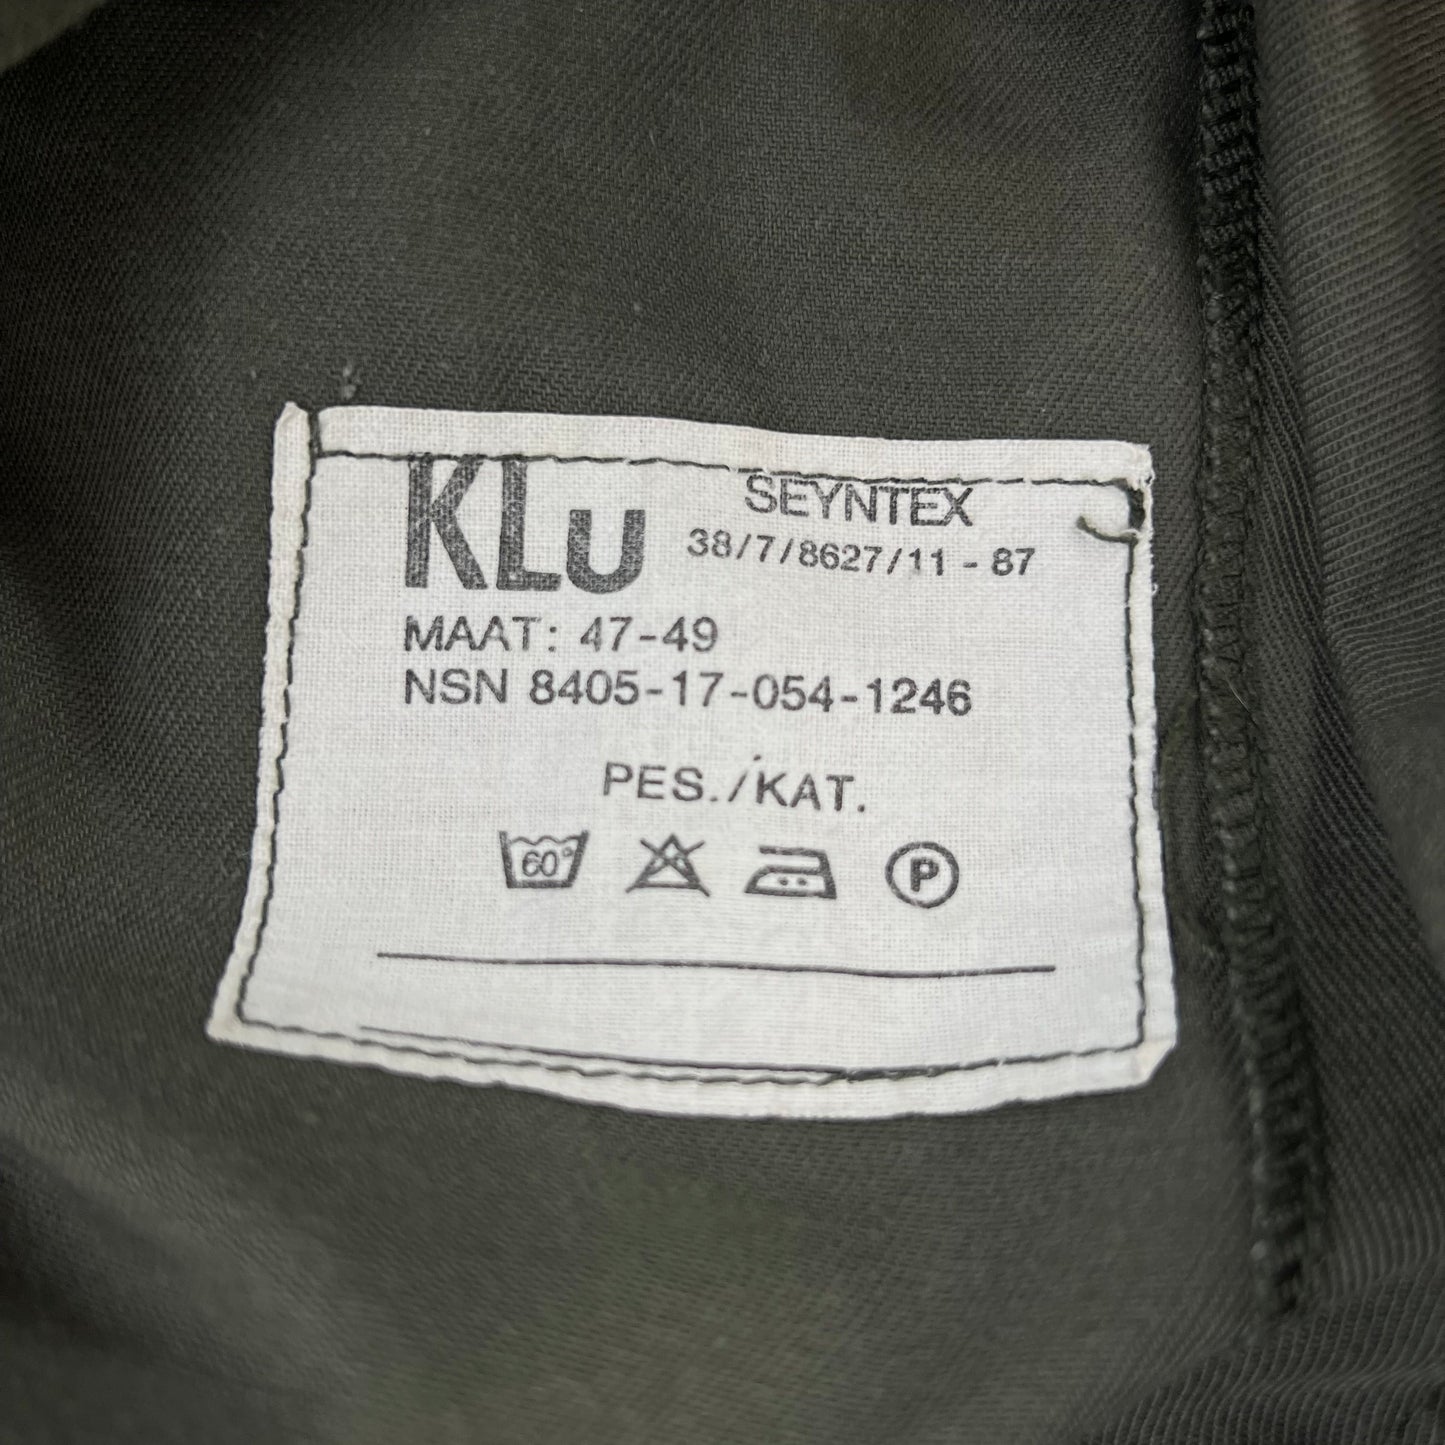 KLu SEYNTEX
38/7/8627/11 - 87
MAAT: 47-49
NSN 8405-17-054-1246
PES./KAT.
60° P